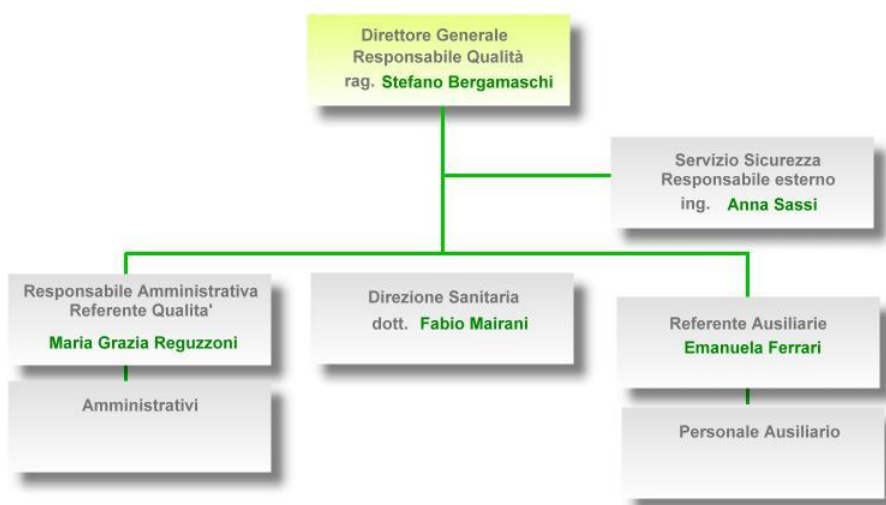 Direttore Generale
Responsabile Qualità
rag. Stefano Bergamaschi
Servizio Sicurezza
Responsabile esterno
ing. Anna Sassi
Responsabile Amministrativa
Referente Qualita'
Maria Grazia Reguzzoni
Direzione Sanitaria
dott. Fabio Mairani
Referente Ausiliarie
Emanuela Ferrari
Amministrativi
Personale Ausiliario